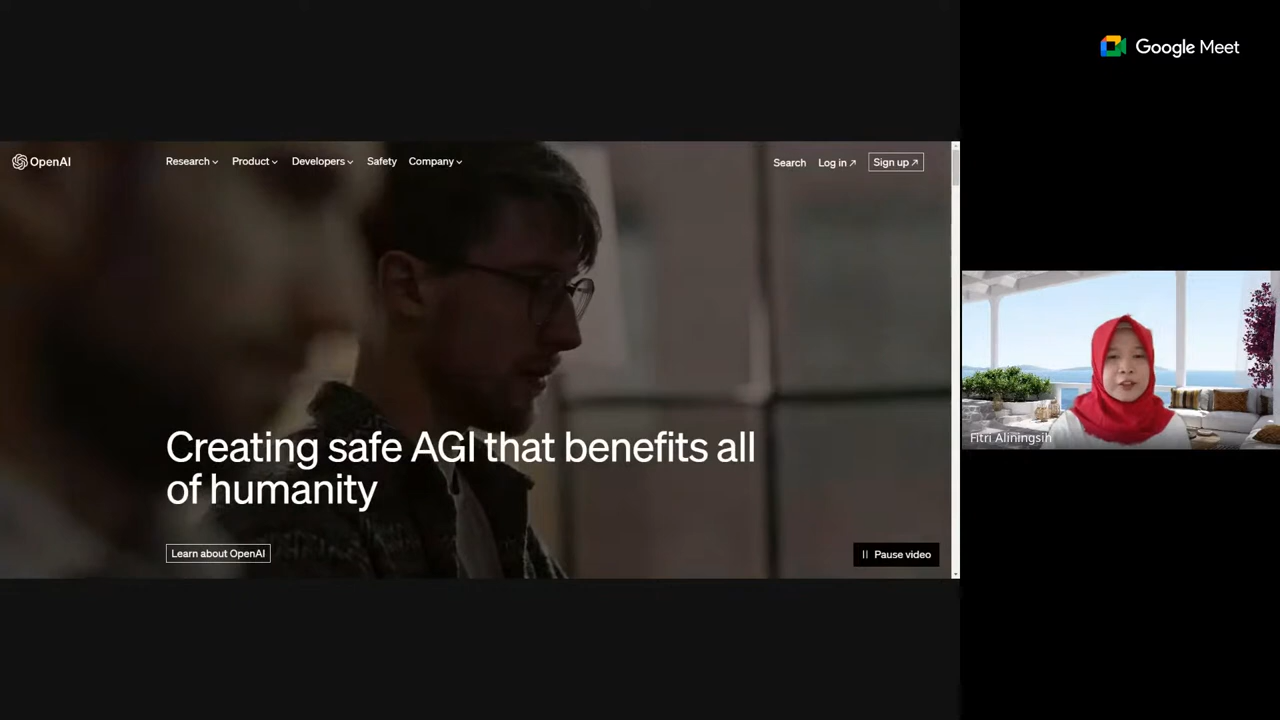 Google Meet
OpenAI
Research
Product
Developers
Safety
Company
Search
Log in ↗
Sign up ↗
Creating safe AGI that benefits all
of humanity
Learn about OpenAI
Pause video
Fitri Aliningsih